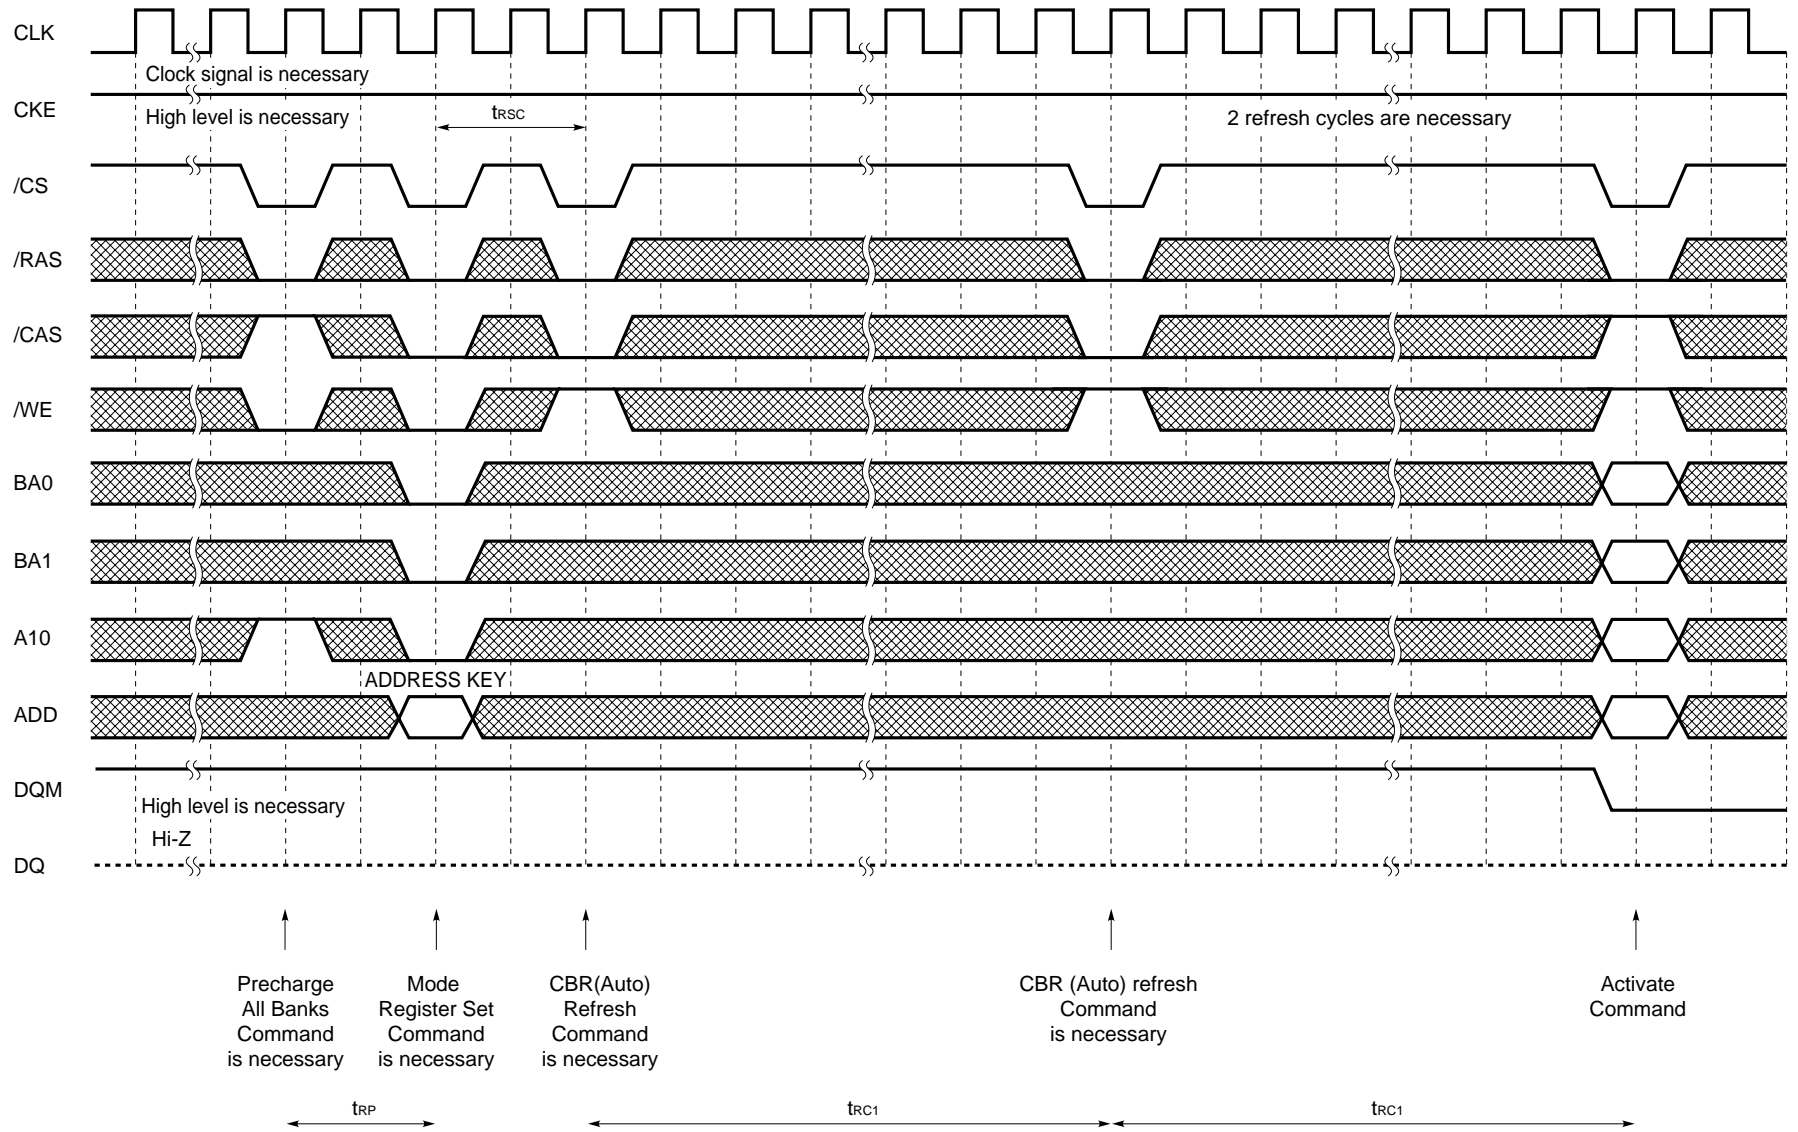 CLK
Clock signal is necessary
CKE
High level is necessary
tRSC
2 refresh cycles are necessary
/CS
/RAS
/CAS
/WE
BA0
BA1
A10
ADDRESS KEY
ADD
DQM
High level is necessary
Hi-Z
DQ
Precharge
All Banks
Command
is necessary
Mode
Register Set
Command
is necessary
CBR(Auto)
Refresh
Command
is necessary
CBR (Auto) refresh
Command
is necessary
Activate
Command
tRP
tRC1
tRC1